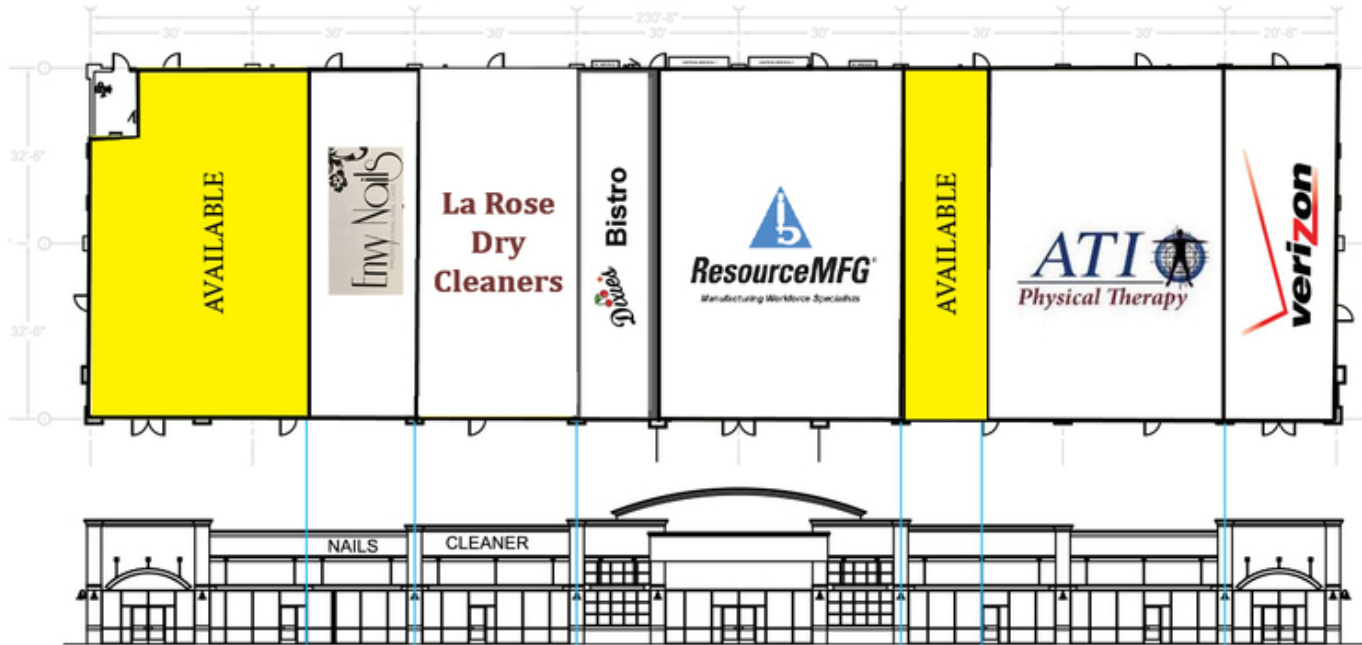 230'-8"
30'
30'
30'
30'
30'
30'
30'
20'-8"
32'-6"
32'-6"
AVAILABLE
Envy Nails
La Rose
Dry
Cleaners
Dixies Bistro
ResourceMFG
Manufacturing Workforce Specialists
AVAILABLE
ATI
Physical Therapy
verizon
NAILS
CLEANER